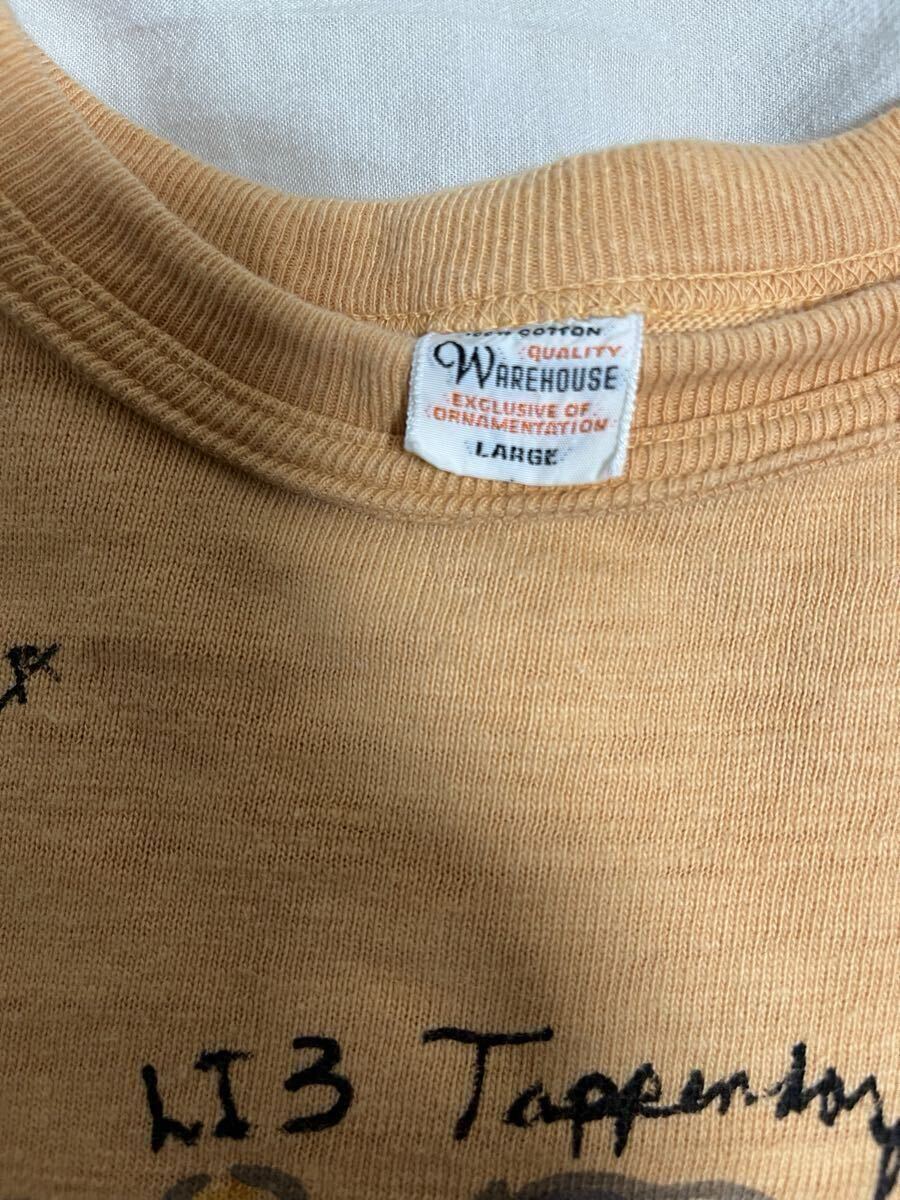 COTTON
QUALITY
WAREHOUSE
EXCLUSIVE OF
ORNAMENTATION
LARGE
LI3